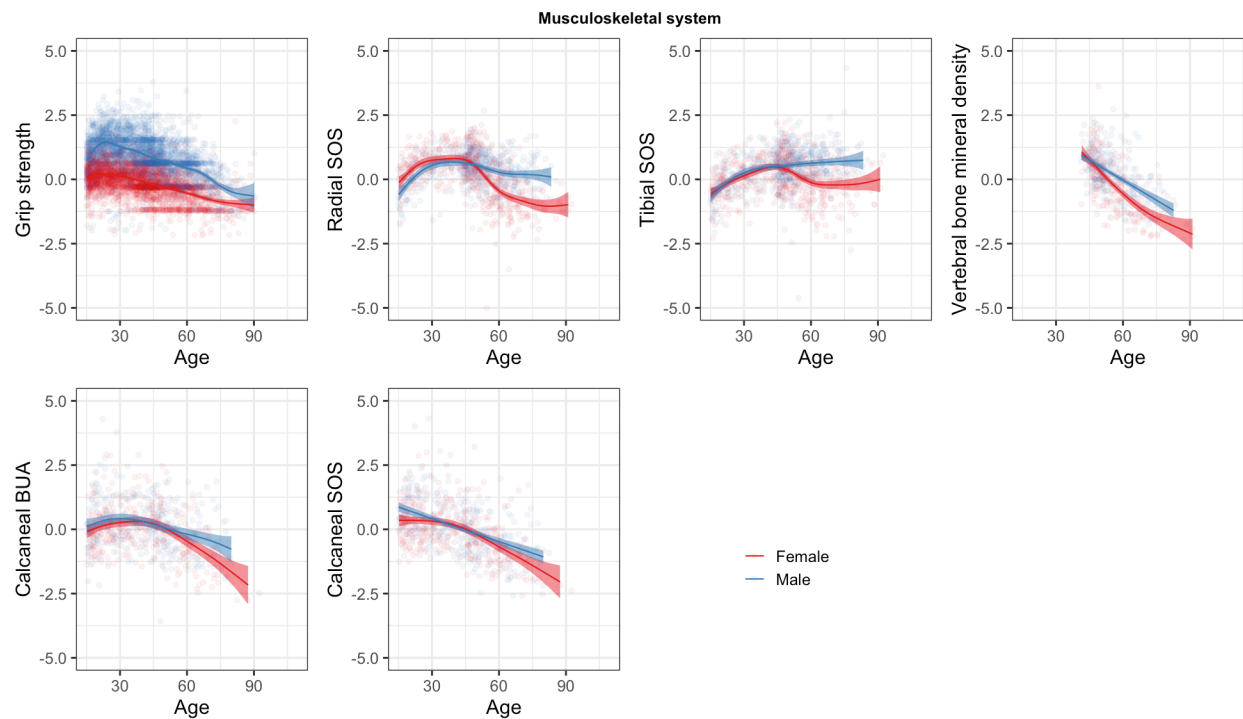 Musculoskeletal system
Grip strength
5.0
2.5
0.0
-2.5
-5.0
30 60 90
Age
Radial SOS
5.0
2.5
0.0
-2.5
-5.0
30 60 90
Age
Tibial SOS
5.0
2.5
0.0
-2.5
-5.0
30 60 90
Age
Vertebral bone mineral density
5.0
2.5
0.0
-2.5
-5.0
30 60 90
Age
Calcaneal BUA
5.0
2.5
0.0
-2.5
-5.0
30 60 90
Age
Calcaneal SOS
5.0
2.5
0.0
-2.5
-5.0
30 60 90
Age
Female
Male